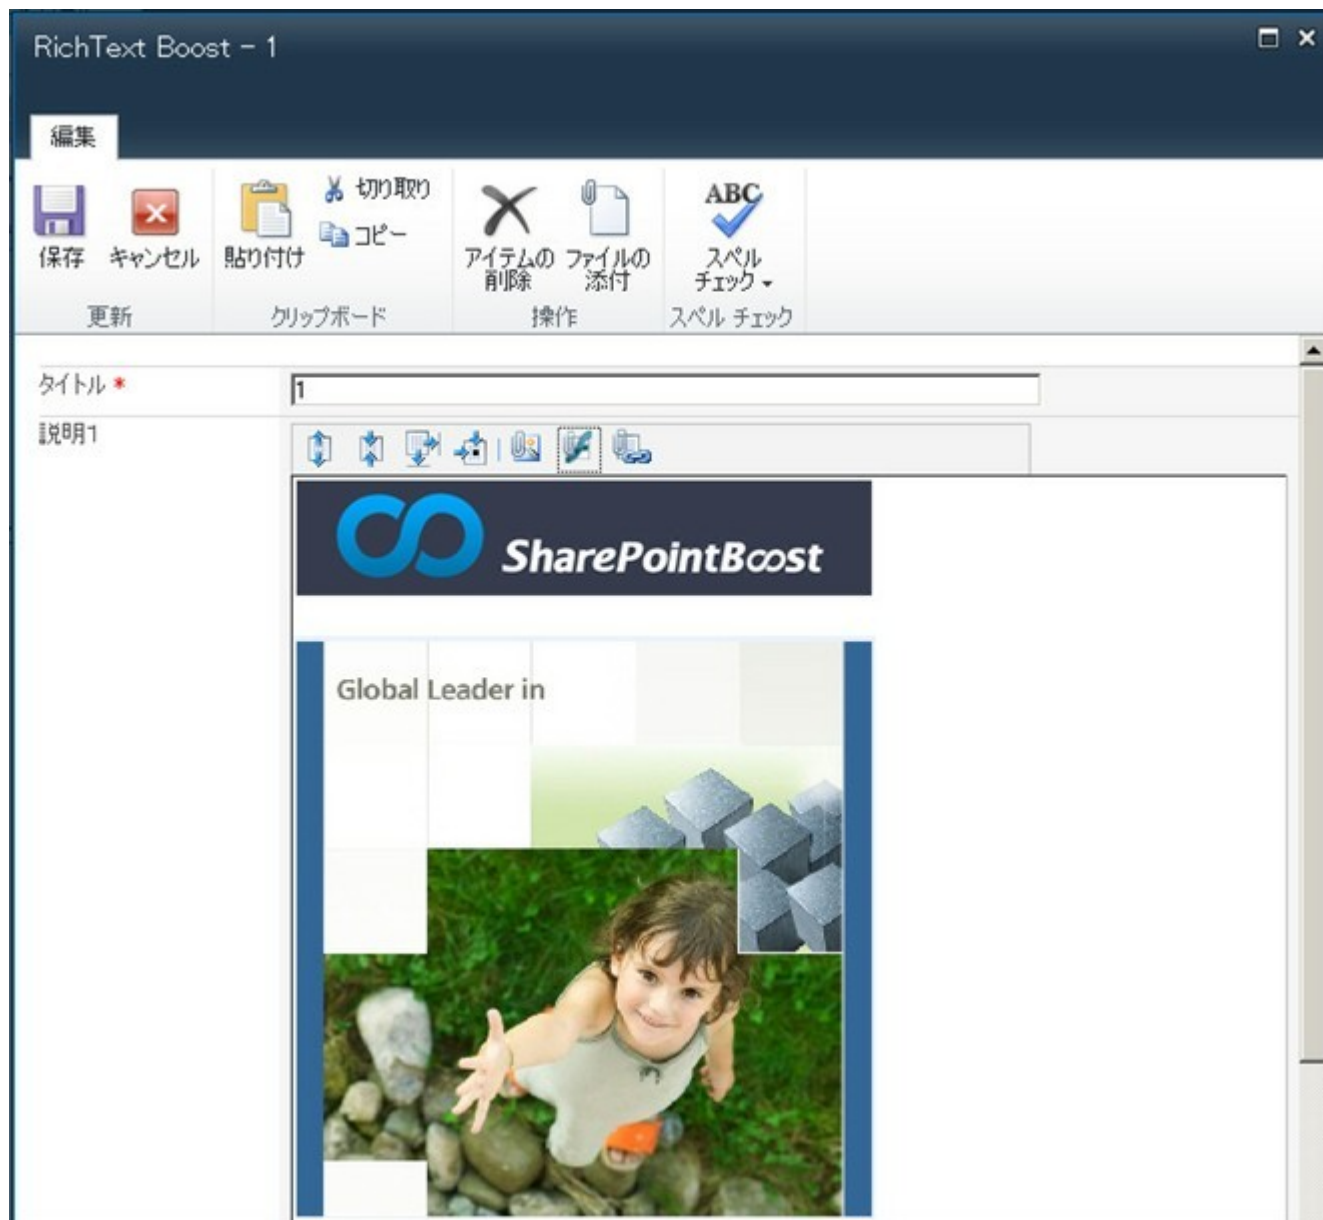 RichText Boost - 1
編集
保存
キャンセル
貼り付け
切り取り
コピー
アイテムの
削除
ファイルの
添付
ABC
スペル
チェック
更新
クリップボード
操作
スペル チェック
タイトル *
1
説明1
SharePointBoost
Global Leader in